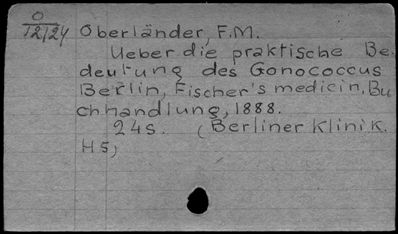 O
12/24 Oberländer, F.M.
Ueber die praktische Be-
deutung des Gonococcus
Berlin, Fischer's medicin. Bu
chhandlung, 1888.
24s. (Berliner Klinik.
H5)